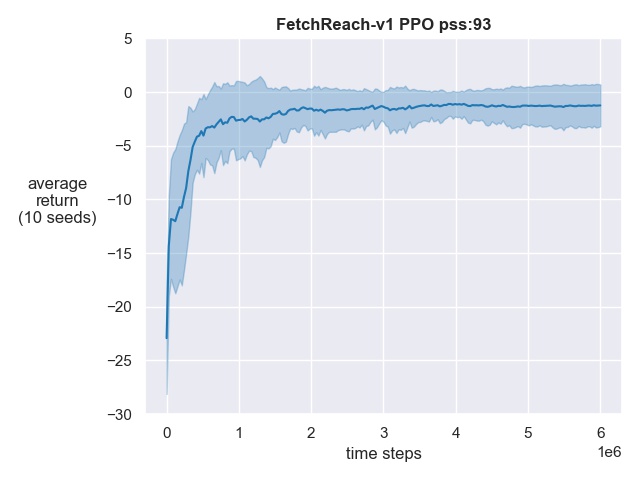 FetchReach-v1 PPO pss:93
5
0
−5
−10
−15
−20
−25
−30
average
return
(10 seeds)
0 1 2 3 4 5 6
1e6
time steps